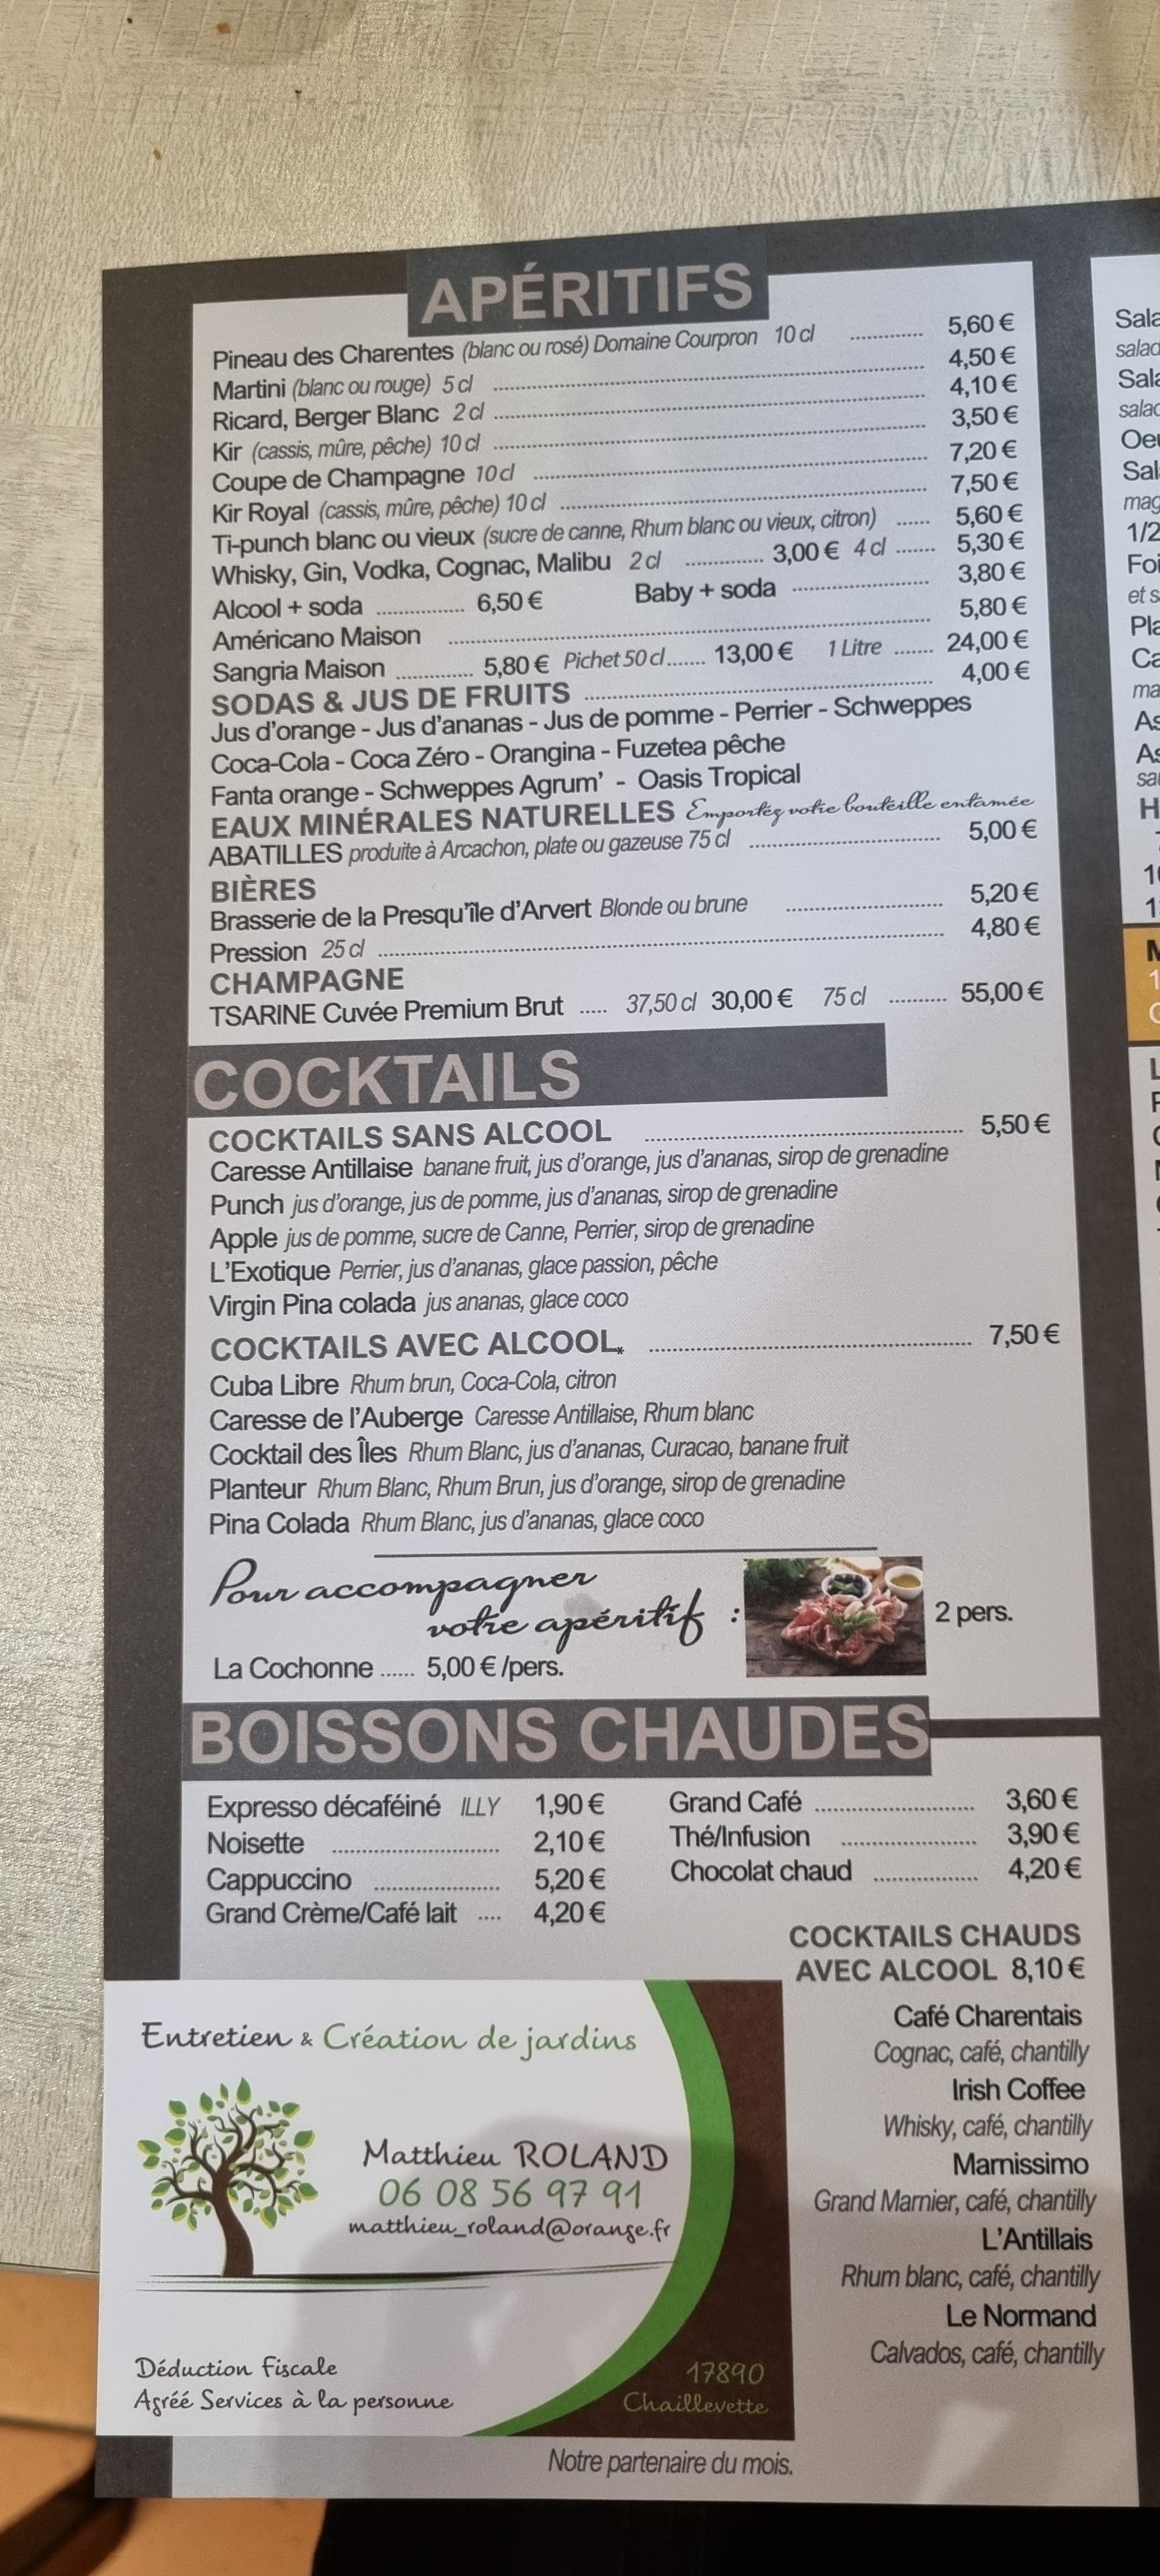 APÉRITIFS
Pineau des Charentes (blanc ou rosé) Domaine Courpron 10 cl .......... 5,60 €
Martini (blanc ou rouge) 5 cl .......... 4,50 €
Ricard, Berger Blanc 2 cl .......... 4,10 €
Kir (cassis, mûre, pêche) 10 cl .......... 3,50 €
Coupe de Champagne 10 cl .......... 7,20 €
Kir Royal (cassis, mûre, pêche) 10 cl .......... 7,50 €
Ti-punch blanc ou vieux (sucre de canne, Rhum blanc ou vieux, citron) ...... 5,60 €
Whisky, Gin, Vodka, Cognac, Malibu 2 cl .......... 3,00 € 4 cl ....... 5,30 €
Alcool + soda .......... 6,50 € Baby + soda .......... 3,80 €
Américano Maison .......... 5,80 €
Sangria Maison .......... 5,80 € Pichet 50 cl....... 13,00 € 1 Litre ....... 24,00 €
SODAS & JUS DE FRUITS .......... 4,00 €
Jus d'orange - Jus d'ananas - Jus de pomme - Perrier - Schweppes
Coca-Cola - Coca Zéro - Orangina - Fuzetea pêche
Fanta orange - Schweppes Agrum' - Oasis Tropical
EAUX MINÉRALES NATURELLES Emportez votre bouteille entamée
ABATILLES produite à Arcachon, plate ou gazeuse 75 cl .......... 5,00 €
BIÈRES
Brasserie de la Presqu'île d'Arvert Blonde ou brune .......... 5,20 €
Pression 25 cl .......... 4,80 €
CHAMPAGNE
TSARINE Cuvée Premium Brut ..... 37,50 cl 30,00 € 75 cl .......... 55,00 €
COCKTAILS
COCKTAILS SANS ALCOOL .......... 5,50 €
Caresse Antillaise banane fruit, jus d'orange, jus d'ananas, sirop de grenadine
Punch jus d'orange, jus de pomme, jus d'ananas, sirop de grenadine
Apple jus de pomme, sucre de Canne, Perrier, sirop de grenadine
L'Exotique Perrier, jus d'ananas, glace passion, pêche
Virgin Pina colada jus ananas, glace coco
COCKTAILS AVEC ALCOOL* .......... 7,50 €
Cuba Libre Rhum brun, Coca-Cola, citron
Caresse de l'Auberge Caresse Antillaise, Rhum blanc
Cocktail des Îles Rhum Blanc, jus d'ananas, Curacao, banane fruit
Planteur Rhum Blanc, Rhum Brun, jus d'orange, sirop de grenadine
Pina Colada Rhum Blanc, jus d'ananas, glace coco
Pour accompagner
votre apéritif :
2 pers.
La Cochonne ...... 5,00 € /pers.
BOISSONS CHAUDES
Expresso décaféiné ILLY 1,90 €
Noisette .......... 2,10 €
Cappuccino .......... 5,20 €
Grand Crème/Café lait .... 4,20 €
Grand Café .......... 3,60 €
Thé/Infusion .......... 3,90 €
Chocolat chaud .......... 4,20 €
COCKTAILS CHAUDS
AVEC ALCOOL 8,10 €
Café Charentais
Cognac, café, chantilly
Irish Coffee
Whisky, café, chantilly
Marnissimo
Grand Marnier, café, chantilly
L'Antillais
Rhum blanc, café, chantilly
Le Normand
Calvados, café, chantilly
Entretien & Création de jardins
Matthieu ROLAND
06 08 56 97 91
matthieu_roland@orange.fr
Déduction Fiscale
Agréé Services à la personne
17890
Chaillevette
Notre partenaire du mois.
Sala
salad
Sala
salad
Oeu
Sal
mag
1/2
Foi
et s
Pla
Ca
ma
As
As
sau
H